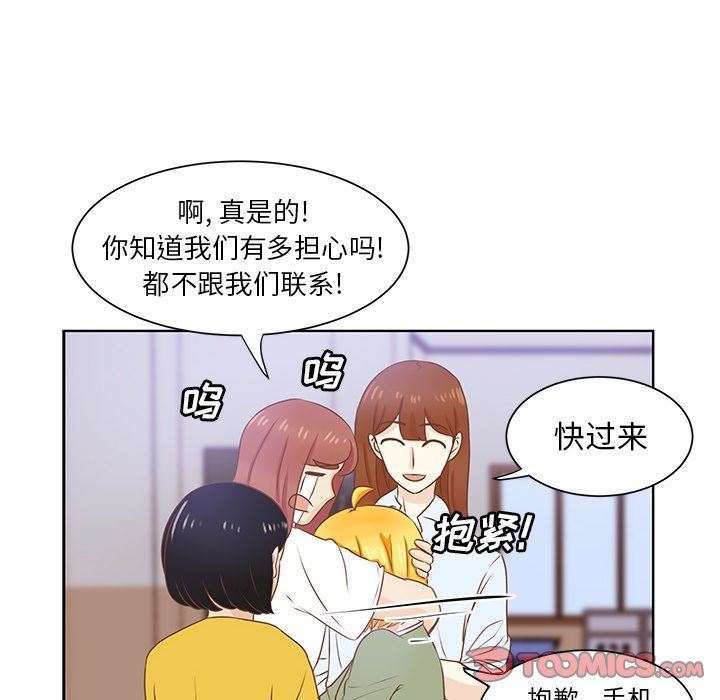 啊, 真是的!
你知道我们有多担心吗!
都不跟我们联系!
呜
呜
快过来
抱紧!
抱歉... 手机
TOOMICS.COM